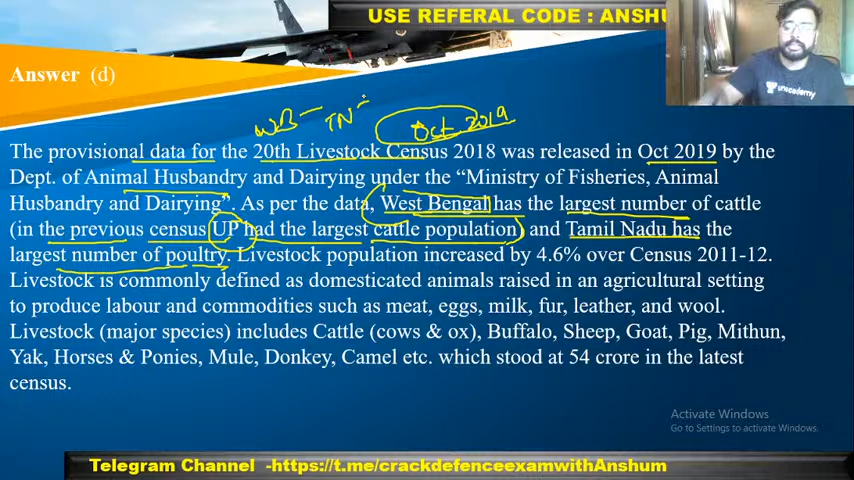 USE REFERAL CODE : ANSHU
unacademy
Answer (d)
WB - TN -
Oct 2019
The provisional data for the 20th Livestock Census 2018 was released in Oct 2019 by the
Dept. of Animal Husbandry and Dairying under the “Ministry of Fisheries, Animal
Husbandry and Dairying”. As per the data, West Bengal has the largest number of cattle
(in the previous census UP had the largest cattle population) and Tamil Nadu has the
largest number of poultry. Livestock population increased by 4.6% over Census 2011-12.
Livestock is commonly defined as domesticated animals raised in an agricultural setting
to produce labour and commodities such as meat, eggs, milk, fur, leather, and wool.
Livestock (major species) includes Cattle (cows & ox), Buffalo, Sheep, Goat, Pig, Mithun,
Yak, Horses & Ponies, Mule, Donkey, Camel etc. which stood at 54 crore in the latest
census.
Activate Windows
Go to Settings to activate Windows.
Telegram Channel -https://t.me/crackdefenceexamwithAnshum